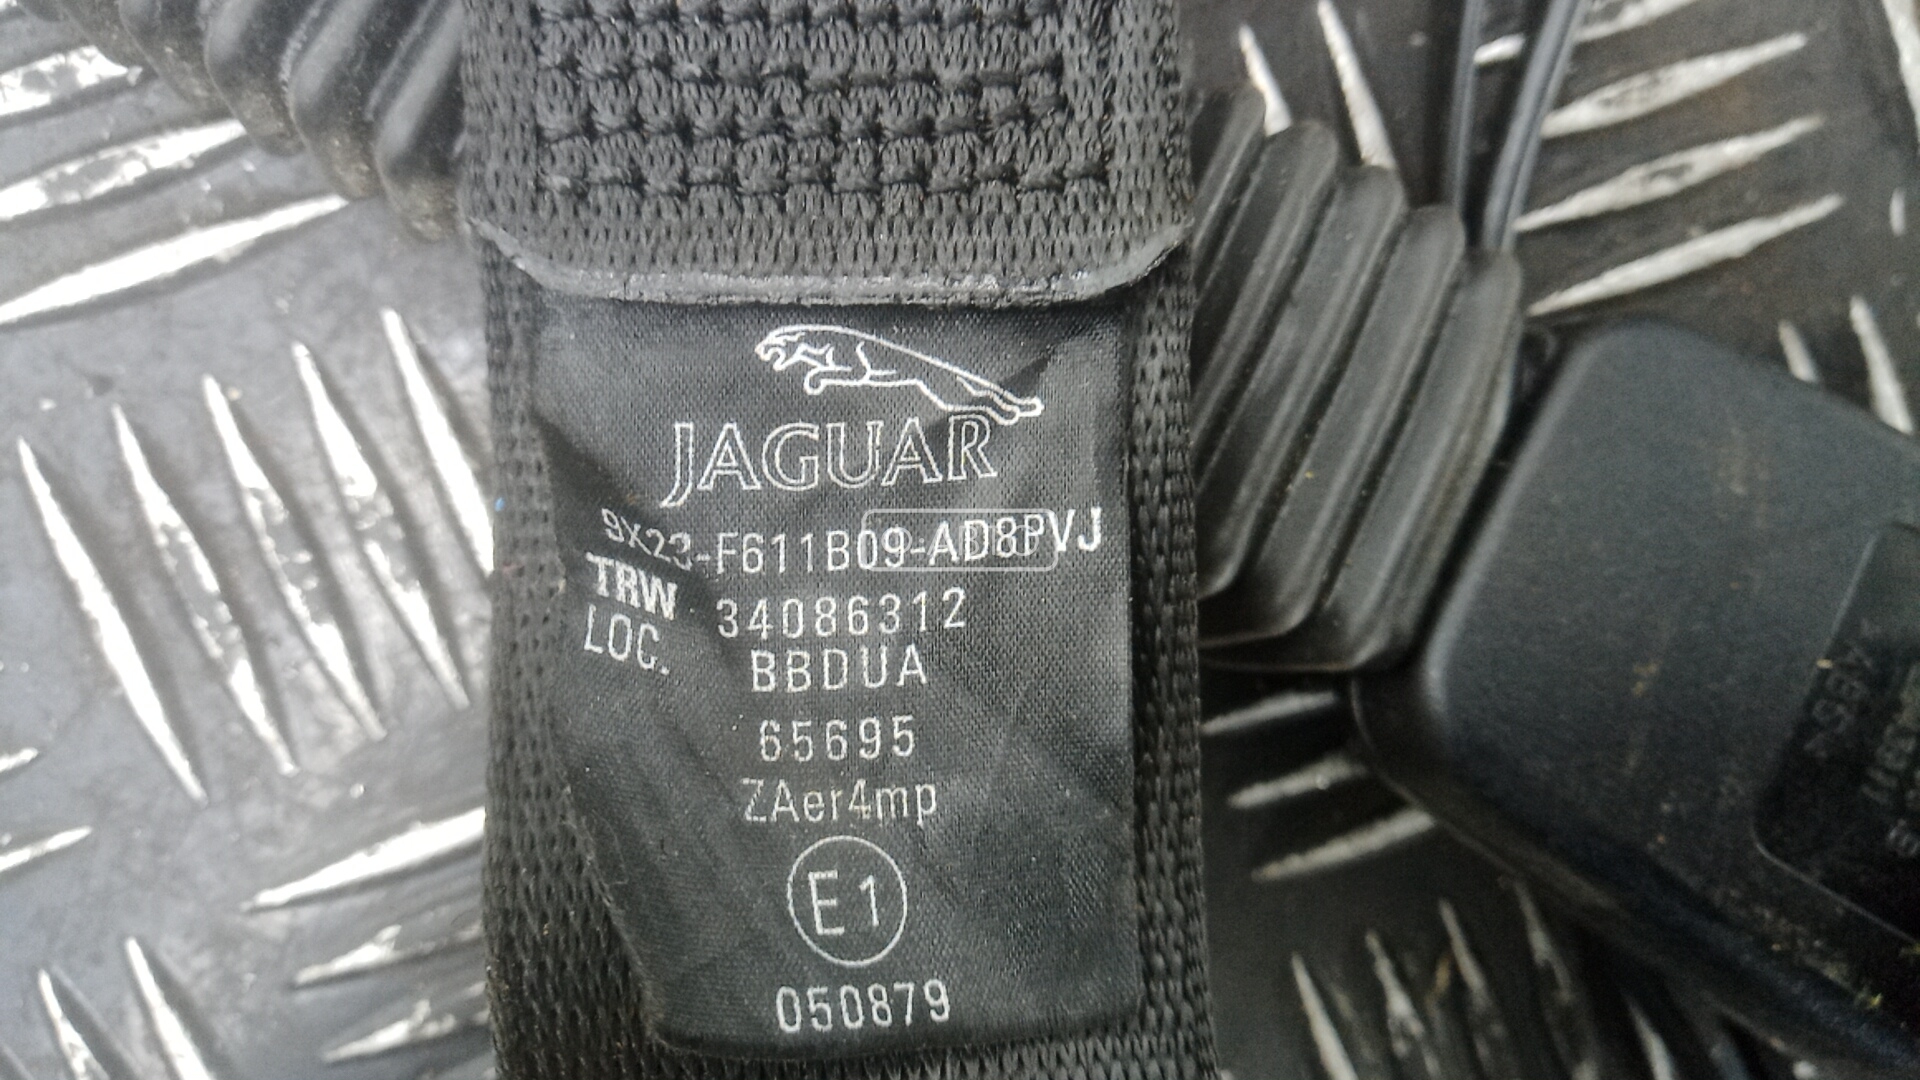 JAGUAR
9X23-F611B09-AD8PVJ
TRW 34086312
LOC. BBDUA
65695
ZAer4mp
E1
050879